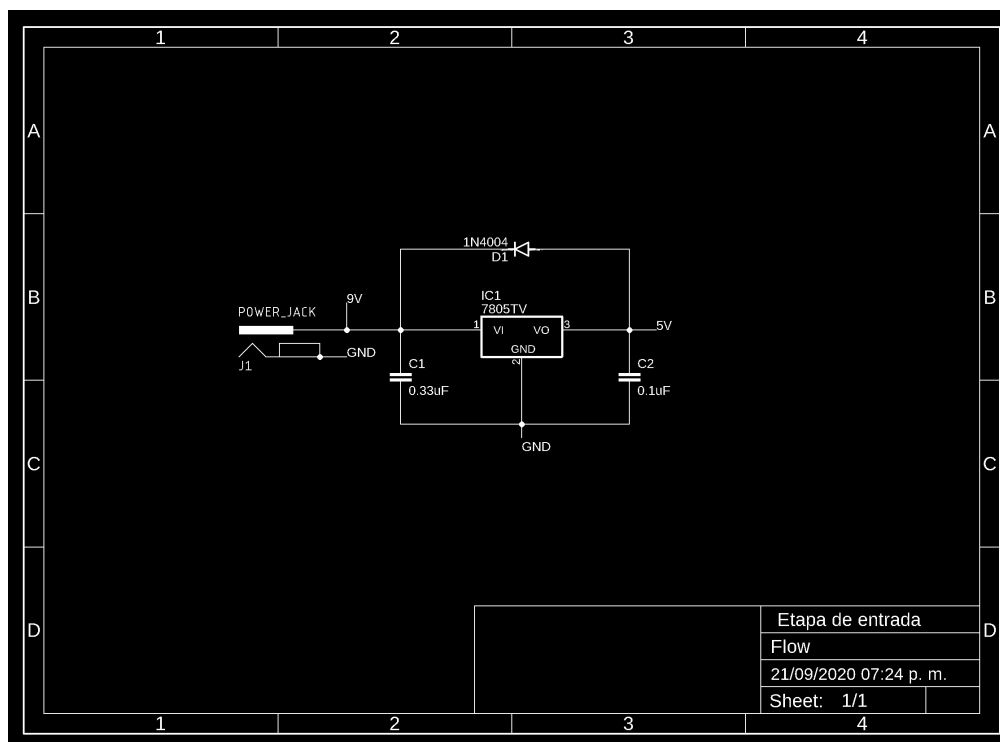 1 2 3 4
A A
1N4004
D1
B B
IC1
7805TV
9V
POWER_JACK
1 VI VO 3
5V
GND
GND
2
J1
C1
C2
0.33uF
0.1uF
GND
C C
Etapa de entrada
D D
Flow
21/09/2020 07:24 p. m.
Sheet: 1/1
1 2 3 4